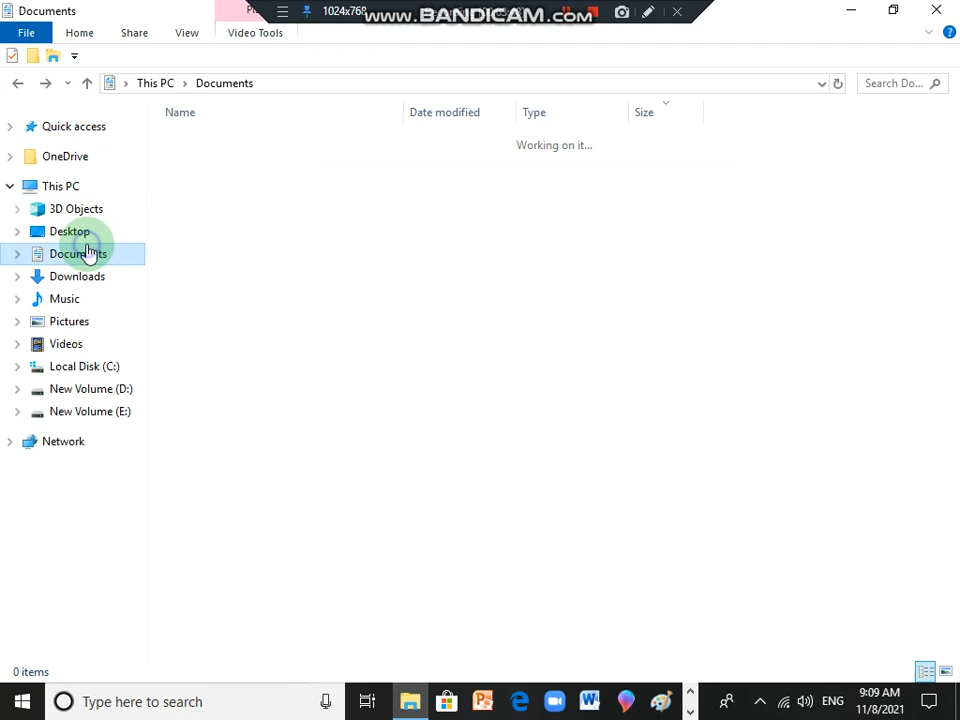 Documents
1024x768
www.BANDICAM.com
File Home Share View Video Tools
This PC Documents
Search Do...
Name Date modified Type Size
Working on it...
Quick access
OneDrive
This PC
3D Objects
Desktop
Documents
Downloads
Music
Pictures
Videos
Local Disk (C:)
New Volume (D:)
New Volume (E:)
Network
0 items
Type here to search
ENG
9:09 AM
11/8/2021